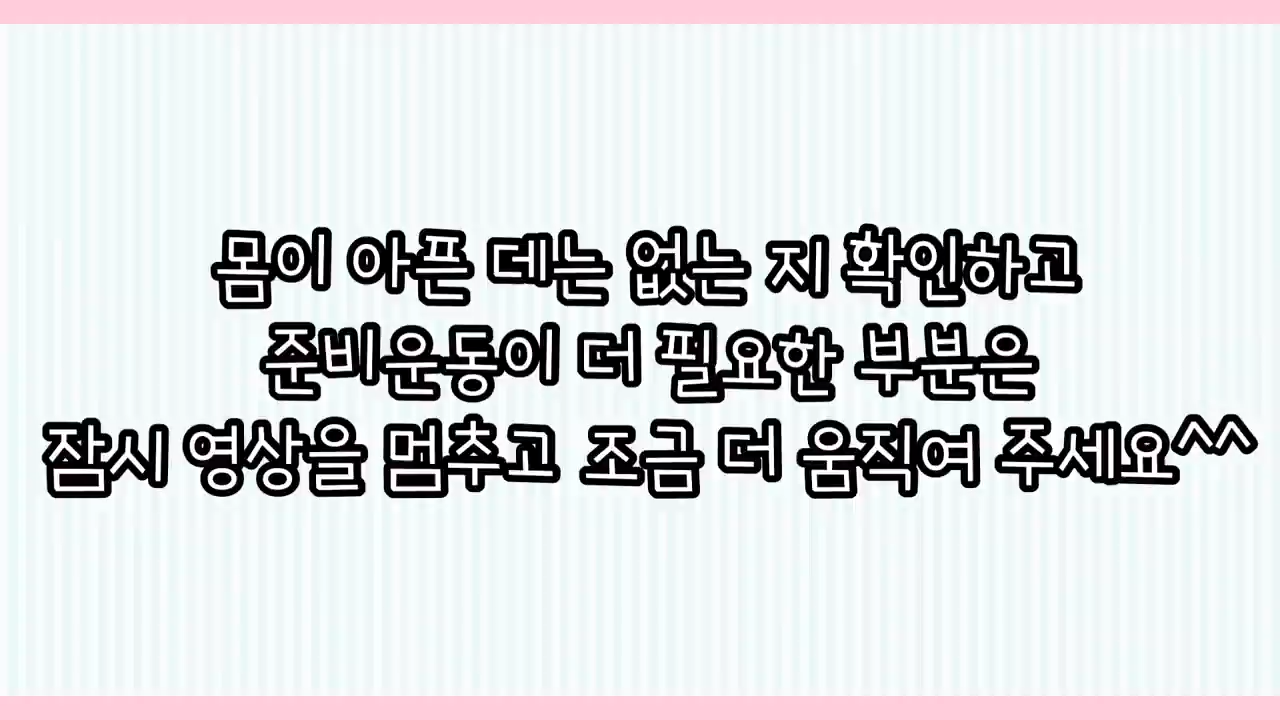 몸이 아픈 데는 없는 지 확인하고
준비운동이 더 필요한 부분은
잠시 영상을 멈추고 조금 더 움직여 주세요^^